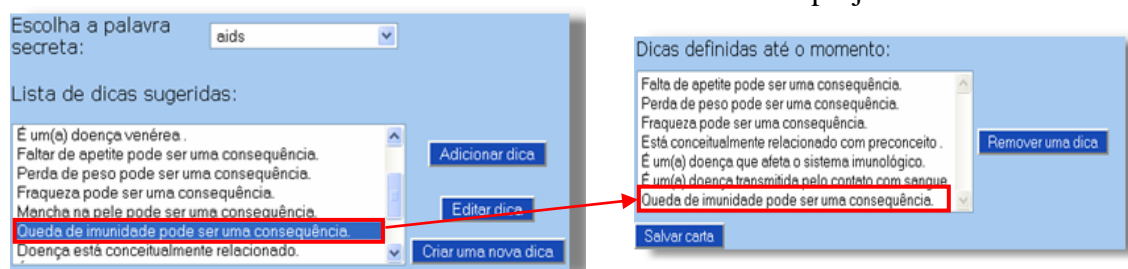 Escolha a palavra
secreta:
aids
Lista de dicas sugeridas:
É um(a) doença venérea .
Faltar de apetite pode ser uma consequência.
Perda de peso pode ser uma consequência.
Fraqueza pode ser uma consequência.
Mancha na pele pode ser uma consequência.
Queda de imunidade pode ser uma consequência.
Doença está conceitualmente relacionado.
Adicionar dica
Editar dica
Criar uma nova dica
Dicas definidas até o momento:
Falta de apetite pode ser uma consequência.
Perda de peso pode ser uma consequência.
Fraqueza pode ser uma consequência.
Está conceitualmente relacionado com preconceito .
É um(a) doença que afeta o sistema imunológico.
É um(a) doença transmitida pelo contato com sangue
Queda de imunidade pode ser uma consequência.
Remover uma dica
Salvar carta